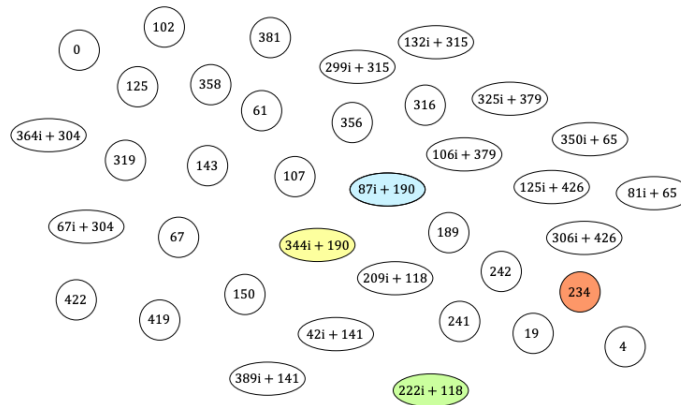 102
381
132i + 315
0
299i + 315
125
358
325i + 379
61
316
356
364i + 304
350i + 65
319
143
106i + 379
107
87i + 190
125i + 426
81i + 65
67i + 304
67
344i + 190
189
306i + 426
209i + 118
242
422
150
234
419
42i + 141
241
19
4
389i + 141
222i + 118